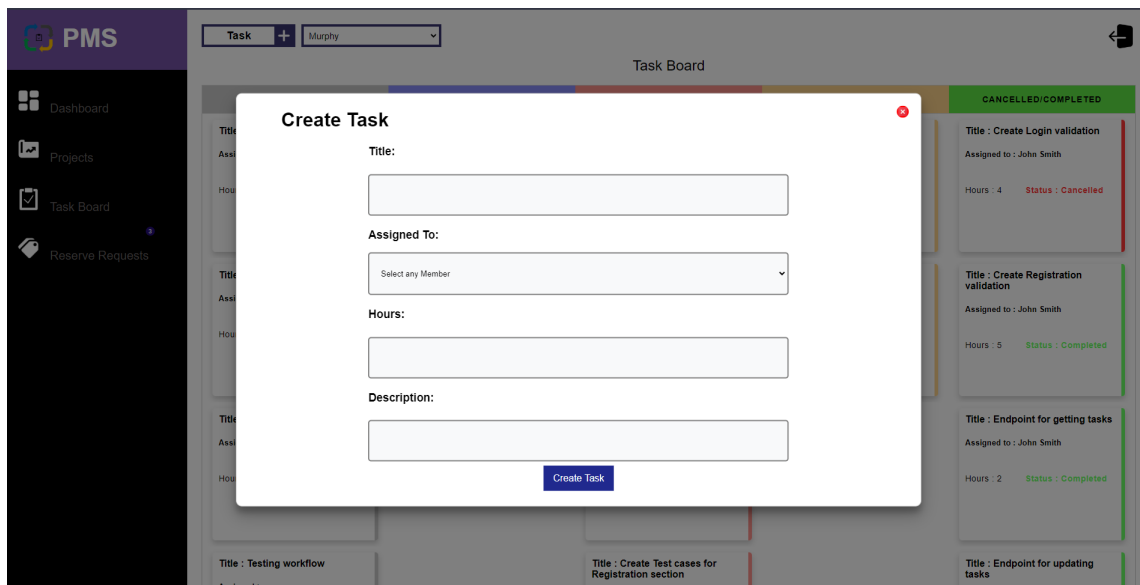 PMS
Task +
Murphy
Task Board
Dashboard
Projects
Task Board
3
Reserve Requests
CANCELLED/COMPLETED
Create Task
Title:
Assigned To:
Select any Member
Hours:
Description:
Create Task
Title : Create Login validation
Assigned to : John Smith
Hours : 4 Status : Cancelled
Title : Create Registration
validation
Assigned to : John Smith
Hours : 5 Status : Completed
Title : Endpoint for getting tasks
Assigned to : John Smith
Hours : 2 Status : Completed
Title : Testing workflow
Title : Create Test cases for
Registration section
Title : Endpoint for updating
tasks